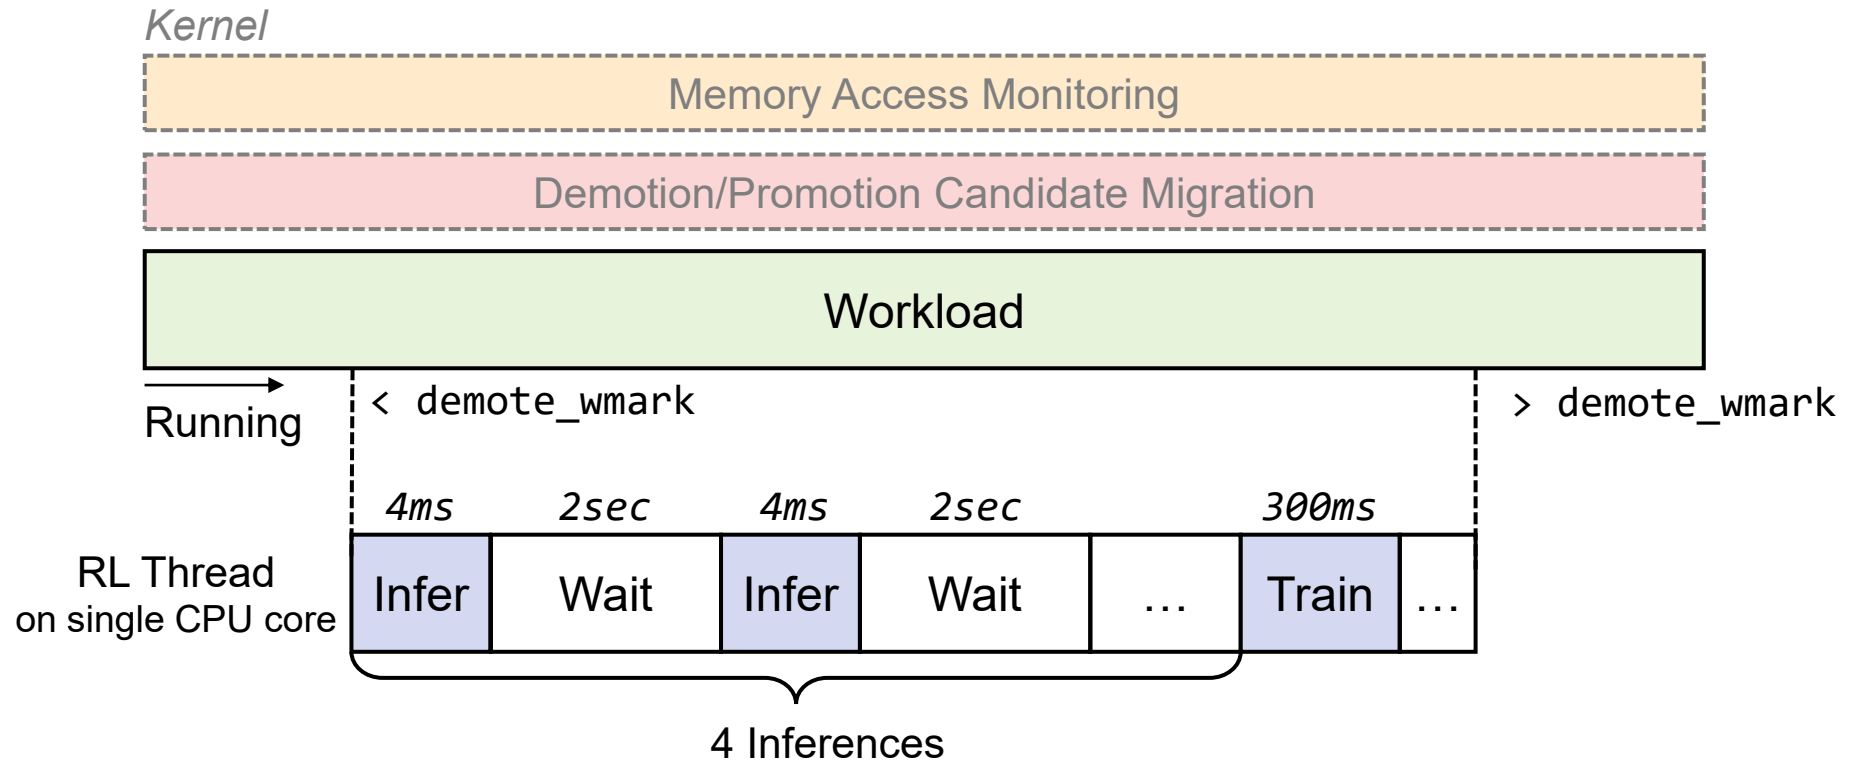 Kernel
Memory Access Monitoring
Demotion/Promotion Candidate Migration
Workload
Running
< demote_wmark
> demote_wmark
4ms 2sec 4ms 2sec 300ms
RL Thread
on single CPU core
Infer Wait Infer Wait ... Train ...
4 Inferences